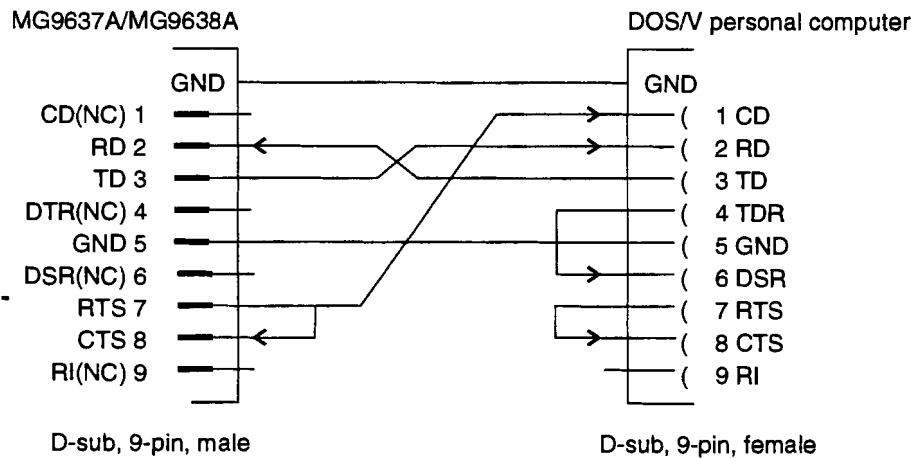 MG9637A/MG9638A
DOS/V personal computer
GND
GND
CD(NC) 1
RD 2
TD 3
DTR(NC) 4
GND 5
DSR(NC) 6
RTS 7
CTS 8
RI(NC) 9
1 CD
2 RD
3 TD
4 TDR
5 GND
6 DSR
7 RTS
8 CTS
9 RI
D-sub, 9-pin, male
D-sub, 9-pin, female